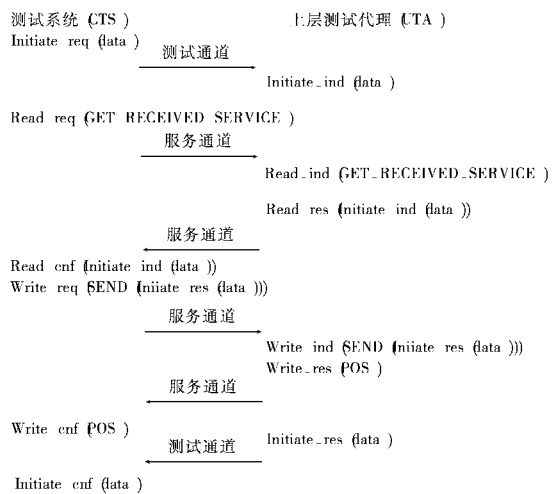 测试系统 (CTS)
上层测试代理 (UTA)
Initiate req (data)
测试通道
Initiate_ind (data)
Read req (GET RECEIVED SERVICE)
服务通道
Read_ind (GET_RECEIVED_SERVICE)
Read res (Initiate ind (data))
服务通道
Read cnf (Initiate ind (data))
Write req (SEND (Iniiate res (data)))
服务通道
Write ind (SEND (Iniiate res (data)))
Write_res (POS)
服务通道
Write cnf (POS)
Initiate_res (data)
测试通道
Initiate cnf (data)